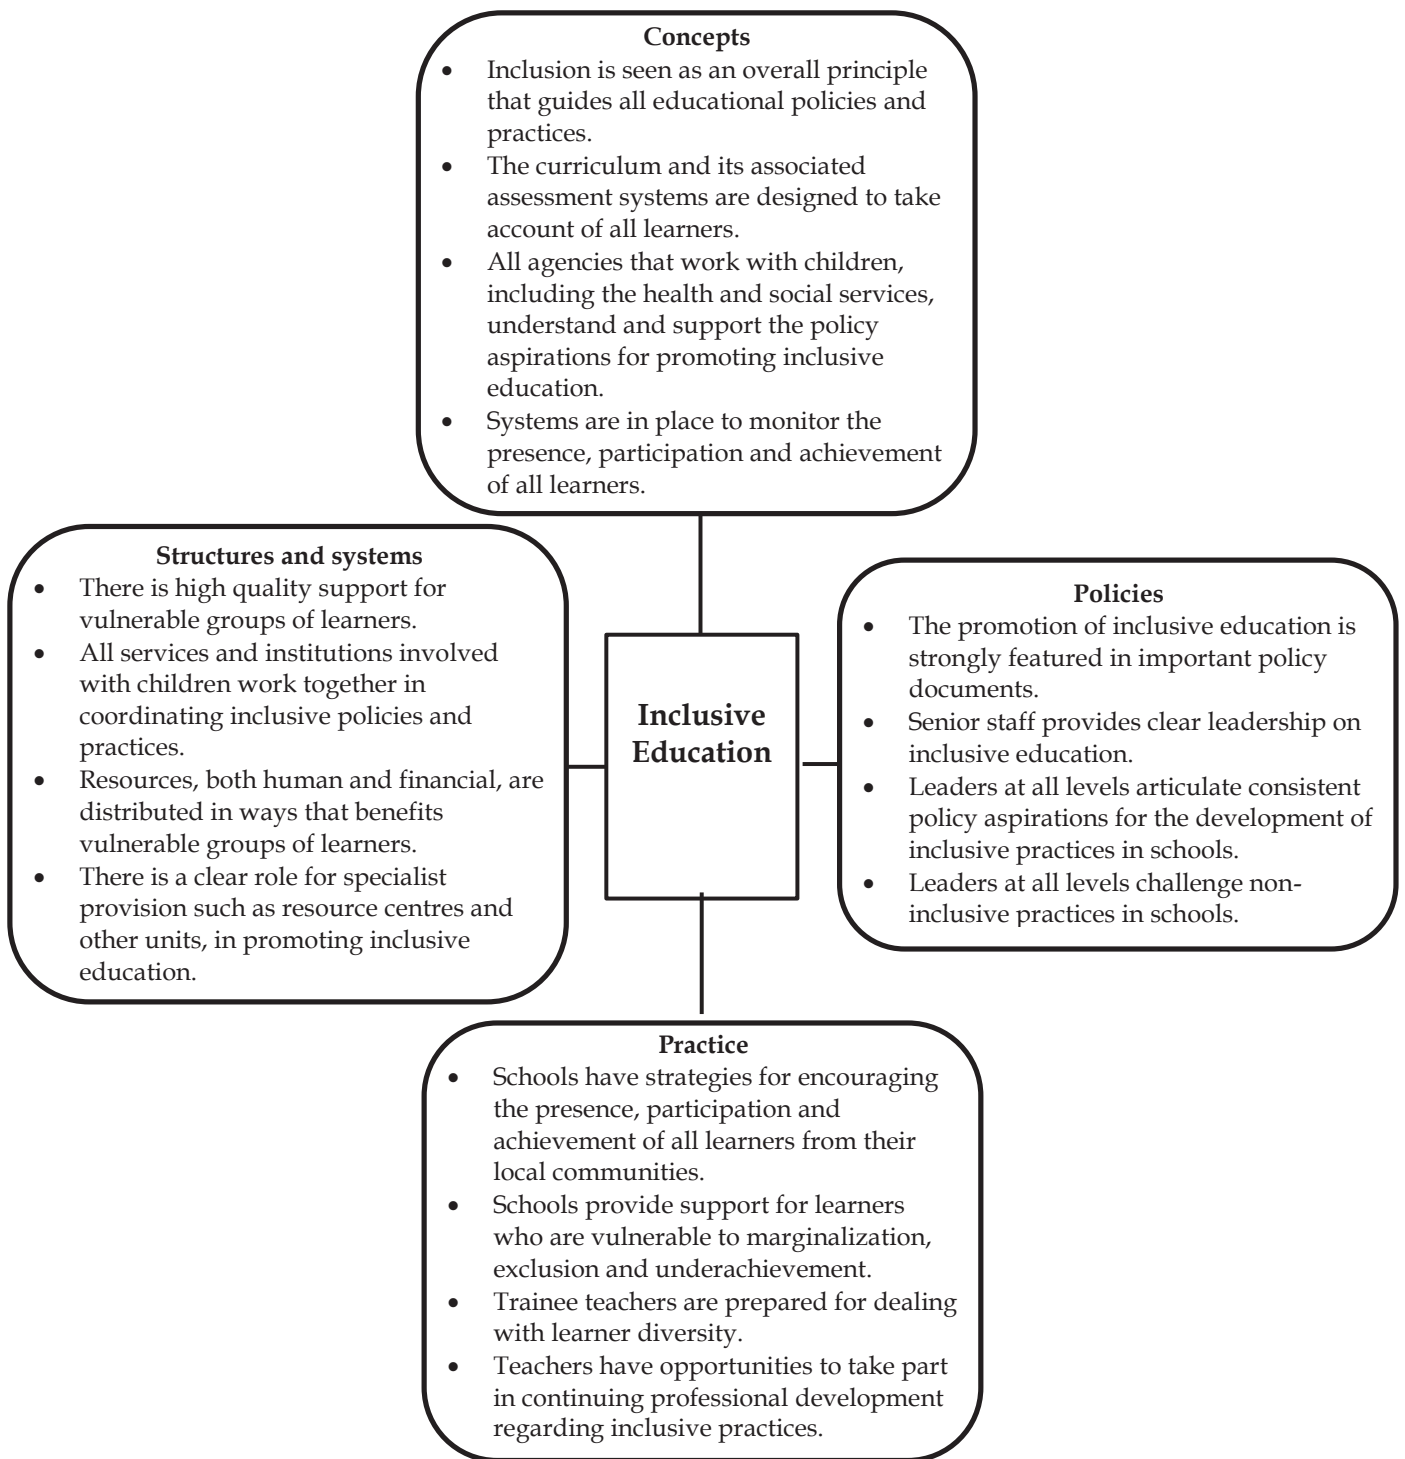 Concepts
• Inclusion is seen as an overall principle
that guides all educational policies and
practices.
• The curriculum and its associated
assessment systems are designed to take
account of all learners.
• All agencies that work with children,
including the health and social services,
understand and support the policy
aspirations for promoting inclusive
education.
• Systems are in place to monitor the
presence, participation and achievement
of all learners.
Structures and systems
• There is high quality support for
vulnerable groups of learners.
• All services and institutions involved
with children work together in
coordinating inclusive policies and
practices.
• Resources, both human and financial, are
distributed in ways that benefits
vulnerable groups of learners.
• There is a clear role for specialist
provision such as resource centres and
other units, in promoting inclusive
education.
Inclusive
Education
Policies
• The promotion of inclusive education is
strongly featured in important policy
documents.
• Senior staff provides clear leadership on
inclusive education.
• Leaders at all levels articulate consistent
policy aspirations for the development of
inclusive practices in schools.
• Leaders at all levels challenge non-
inclusive practices in schools.
Practice
• Schools have strategies for encouraging
the presence, participation and
achievement of all learners from their
local communities.
• Schools provide support for learners
who are vulnerable to marginalization,
exclusion and underachievement.
• Trainee teachers are prepared for dealing
with learner diversity.
• Teachers have opportunities to take part
in continuing professional development
regarding inclusive practices.